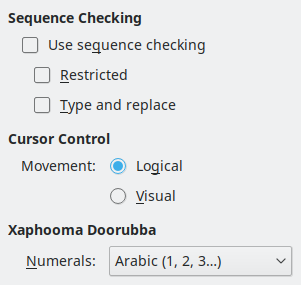 Sequence Checking
Use sequence checking
Restricted
Type and replace
Cursor Control
Movement: Logical
Visual
Xaphooma Doorubba
Numerals: Arabic (1, 2, 3...)